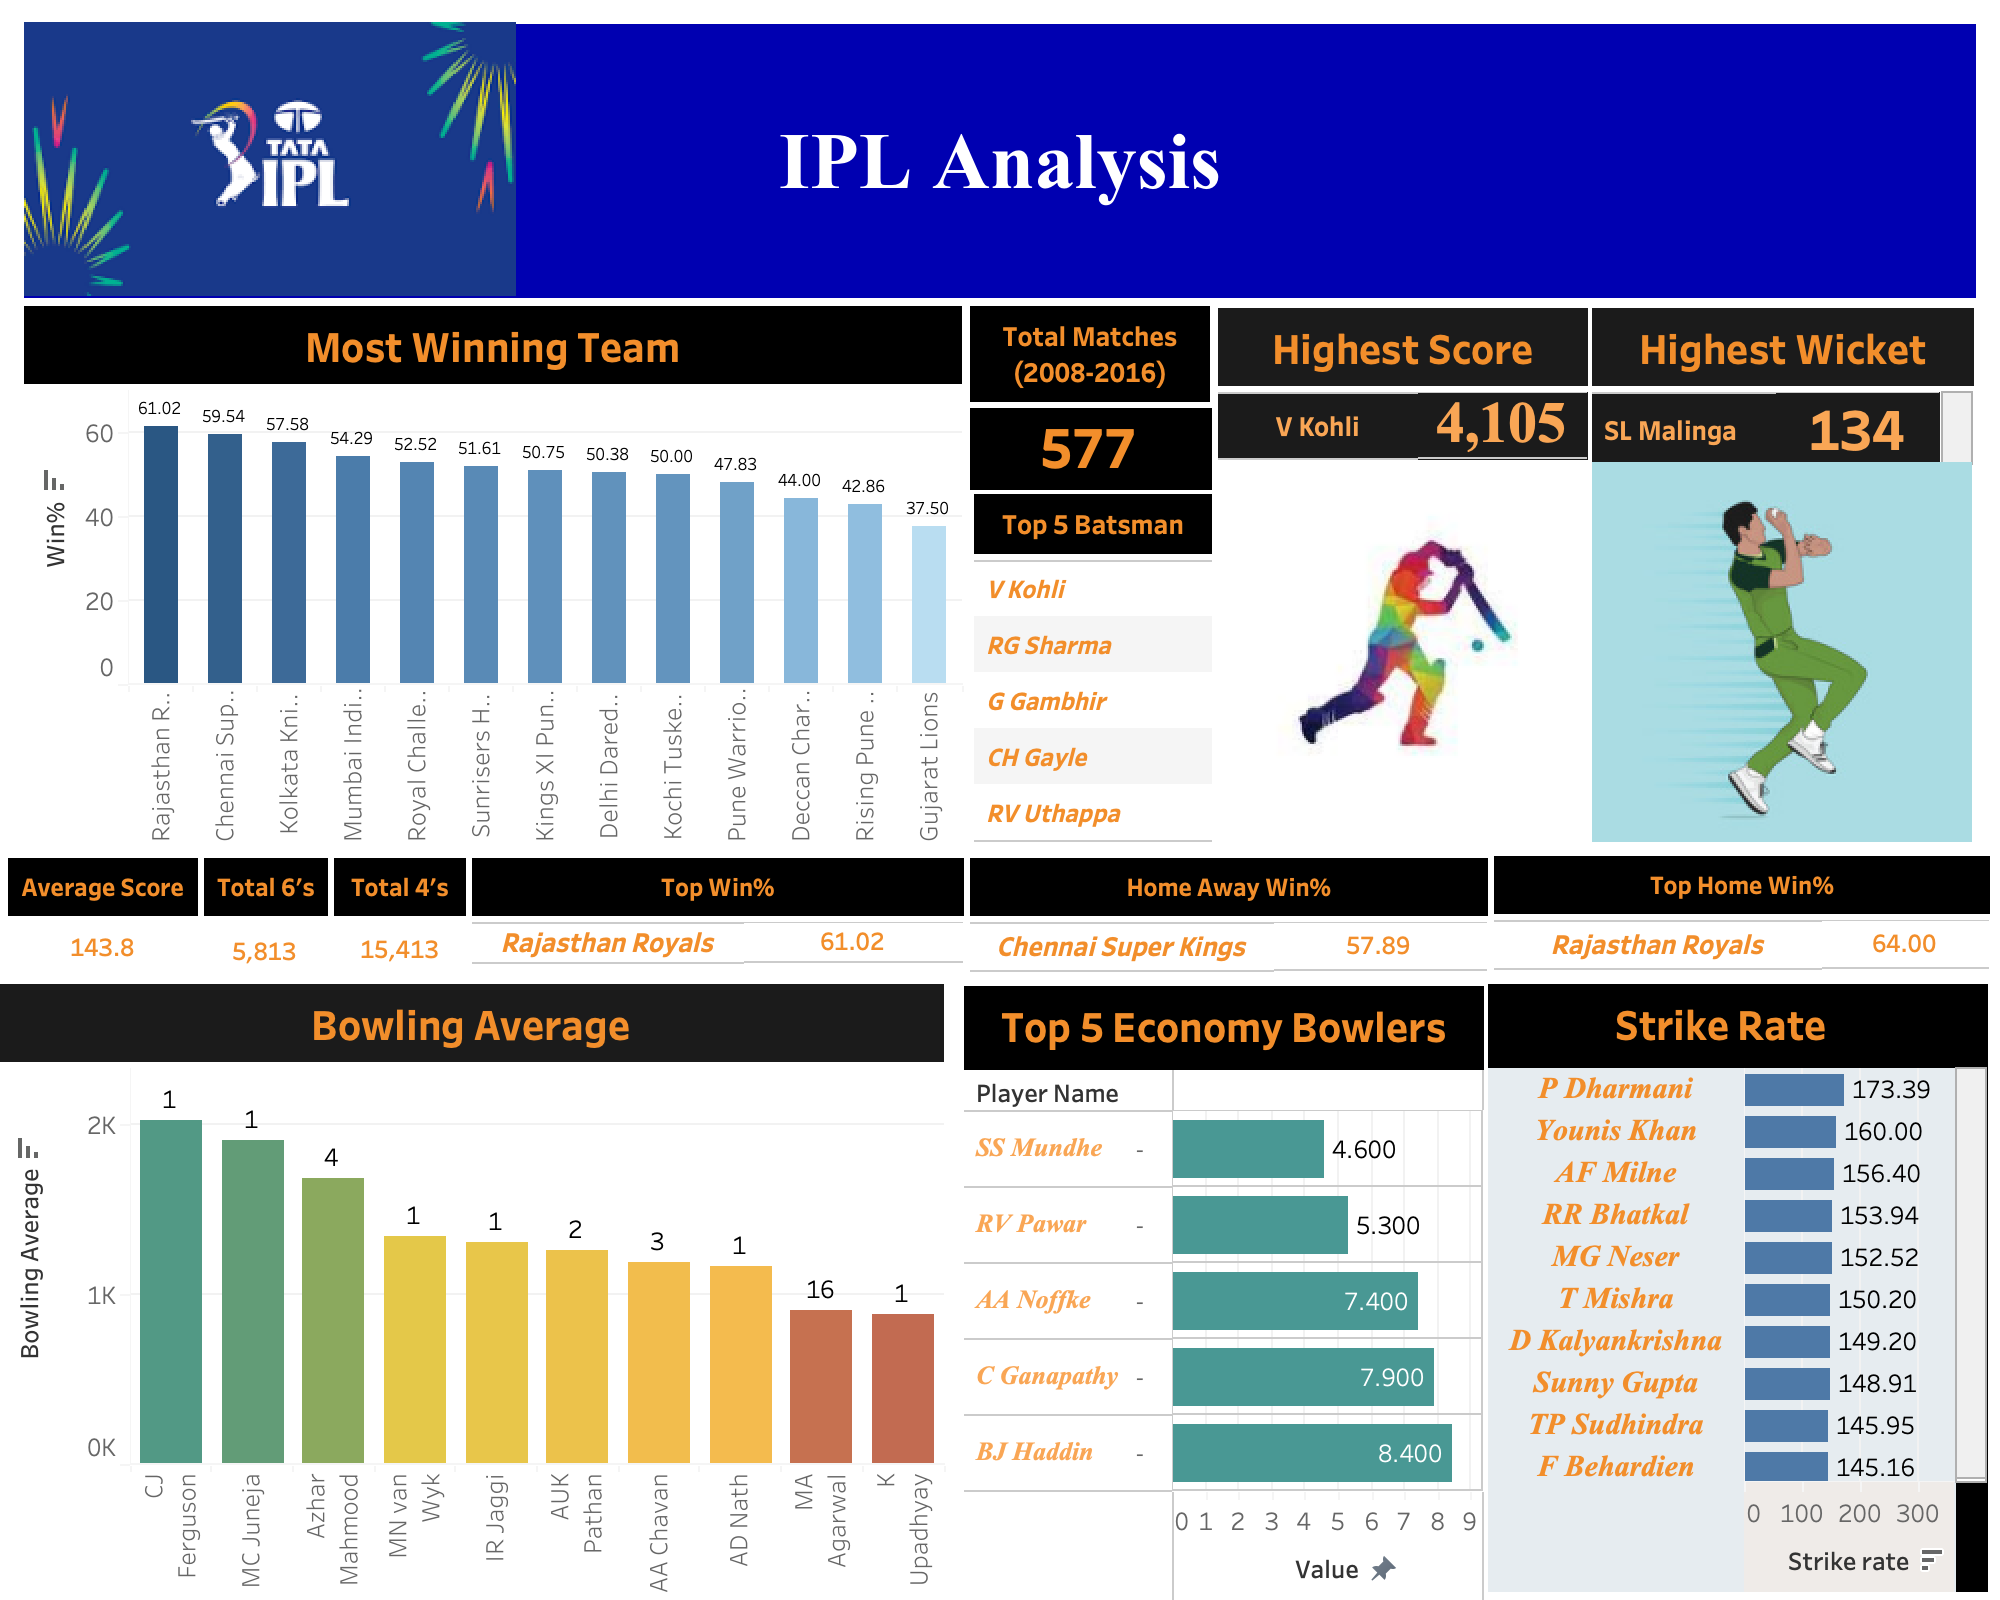 TATA
IPL
IPL Analysis
Most Winning Team
61.02
59.54
57.58
54.29
52.52
51.61
50.75
50.38
50.00
47.83
44.00
42.86
37.50
Win%
60
40
20
0
Rajasthan R..
Chennai Sup..
Kolkata Kni..
Mumbai Indi..
Royal Challe..
Sunrisers H..
Kings XI Pun..
Delhi Dared..
Kochi Tuske..
Pune Warrio..
Deccan Char..
Rising Pune ..
Gujarat Lions
Total Matches
(2008-2016)
577
Top 5 Batsman
V Kohli
RG Sharma
G Gambhir
CH Gayle
RV Uthappa
Highest Score
V Kohli 4,105
Highest Wicket
SL Malinga 134
Average Score
143.8
Total 6's
5,813
Total 4's
15,413
Top Win%
Rajasthan Royals 61.02
Home Away Win%
Chennai Super Kings 57.89
Top Home Win%
Rajasthan Royals 64.00
Bowling Average
1
1
4
1
1
2
3
1
16
1
Bowling Average
2K
1K
0K
CJ
Ferguson
MC Juneja
Azhar
Mahmood
MN van
Wyk
IR Jaggi
AUK
Pathan
AA Chavan
AD Nath
MA
Agarwal
K
Upadhyay
Top 5 Economy Bowlers
Player Name
SS Mundhe - 4.600
RV Pawar - 5.300
AA Noffke - 7.400
C Ganapathy - 7.900
BJ Haddin - 8.400
0 1 2 3 4 5 6 7 8 9
Value
Strike Rate
P Dharmani 173.39
Younis Khan 160.00
AF Milne 156.40
RR Bhatkal 153.94
MG Neser 152.52
T Mishra 150.20
D Kalyankrishna 149.20
Sunny Gupta 148.91
TP Sudhindra 145.95
F Behardien 145.16
0 100 200 300
Strike rate